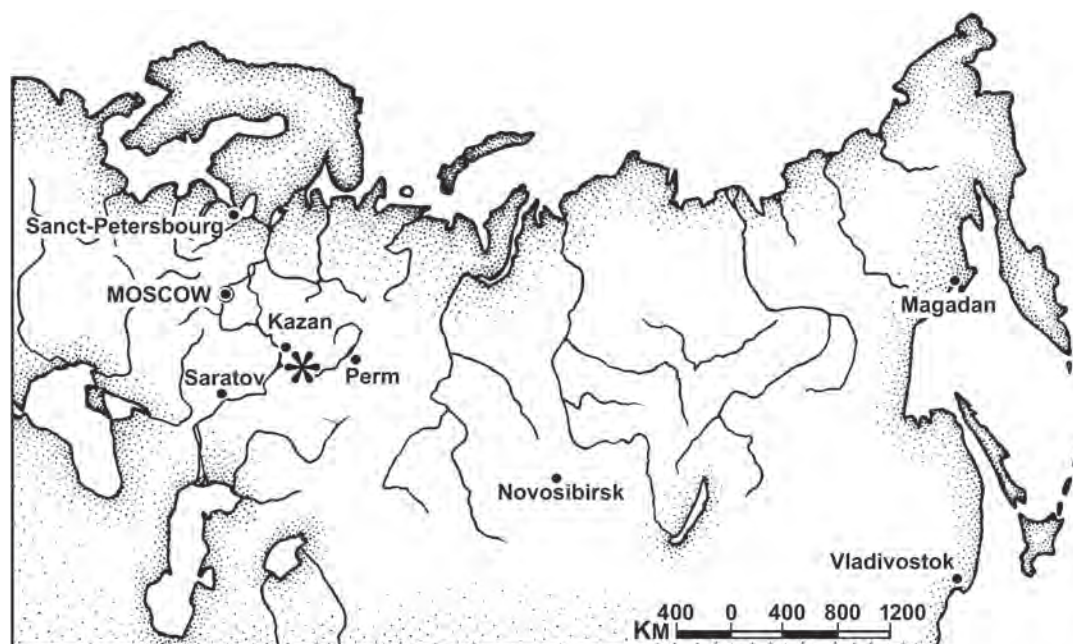 Sanct-Petersbourg
MOSCOW
Magadan
Kazan
Saratov
Perm
Novosibirsk
Vladivostok
400 0 400 800 1200
KM